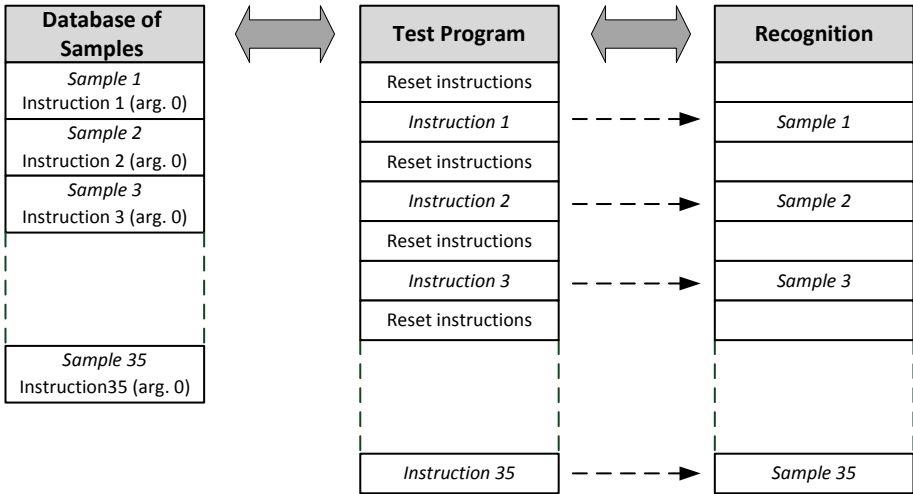 Database of
Samples
Sample 1
Instruction 1 (arg. 0)
Sample 2
Instruction 2 (arg. 0)
Sample 3
Instruction 3 (arg. 0)
Sample 35
Instruction35 (arg. 0)
Test Program
Reset instructions
Instruction 1
Reset instructions
Instruction 2
Reset instructions
Instruction 3
Reset instructions
Instruction 35
Recognition
Sample 1
Sample 2
Sample 3
Sample 35